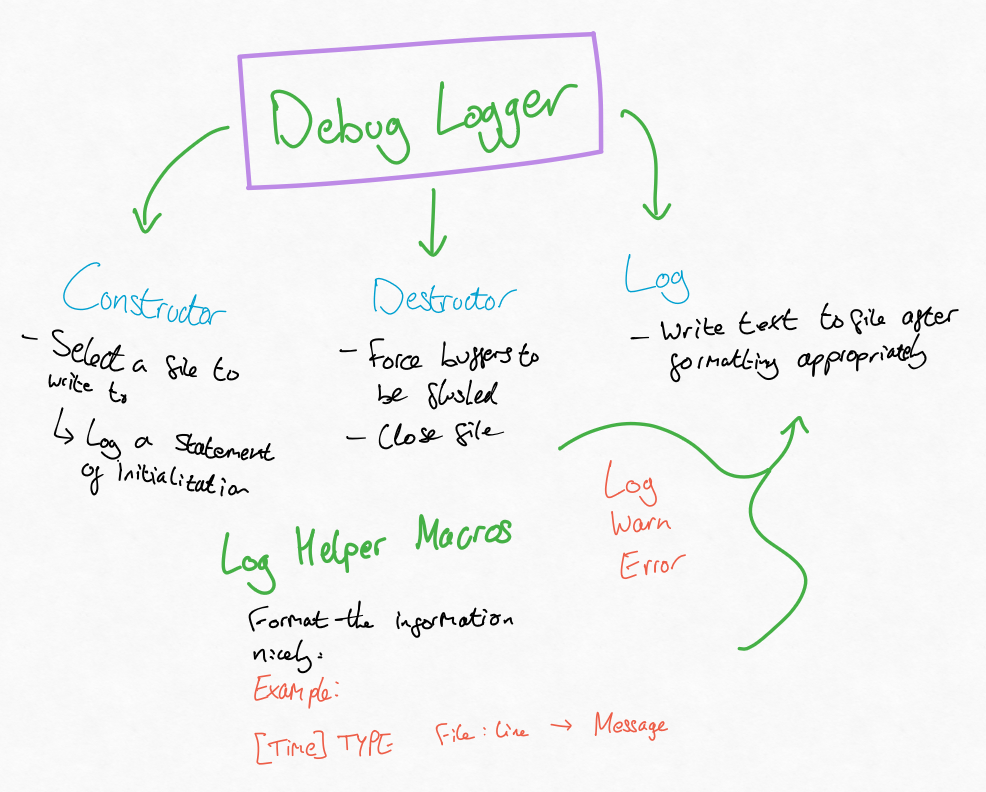 Debug Logger
Constructor
- Select a file to
write to
↳ Log a statement
of initialitation
Destructor
- Force buffers to
be flushed
- Close file
Log
- Write text to file after
formatting appropriately
Log
Warn
Error
Log Helper Macros
Format the information
nicely:
Example:
[Time] TYPE File : Line → Message